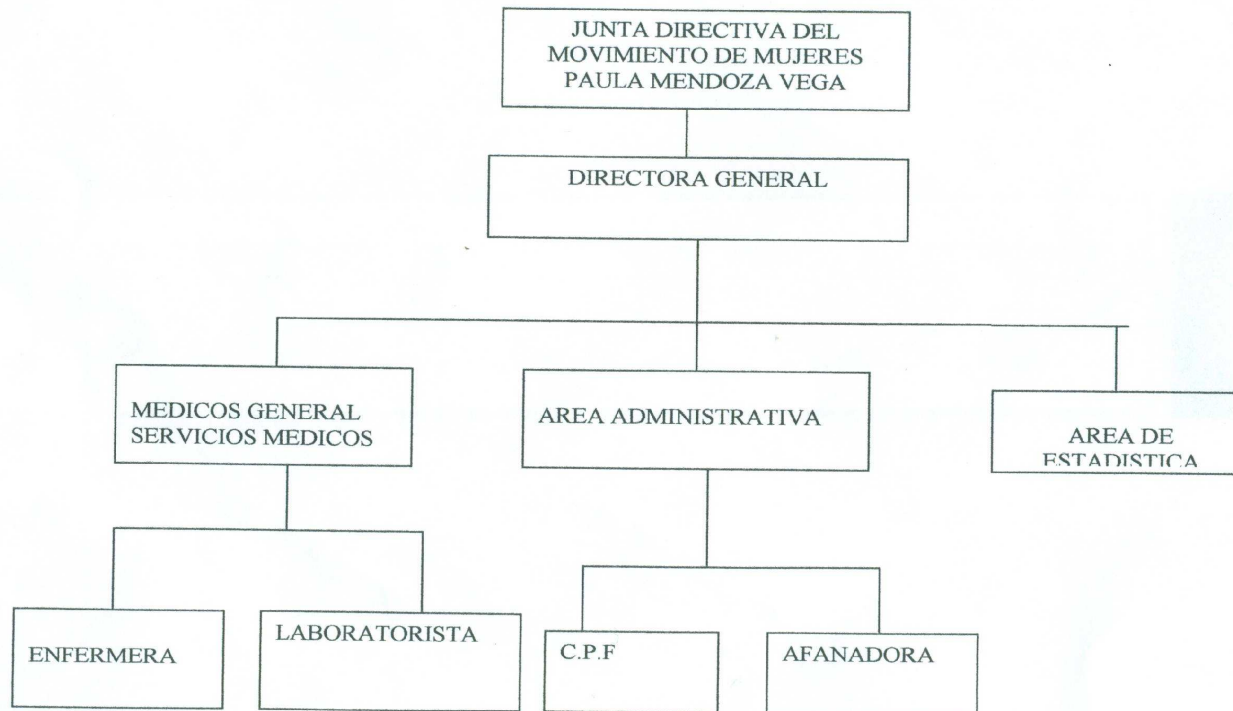 JUNTA DIRECTIVA DEL
MOVIMIENTO DE MUJERES
PAULA MENDOZA VEGA
DIRECTORA GENERAL
MEDICOS GENERAL
SERVICIOS MEDICOS
AREA ADMINISTRATIVA
AREA DE
ESTADISTICA
ENFERMERA
LABORATORISTA
C.P.F
AFANADORA